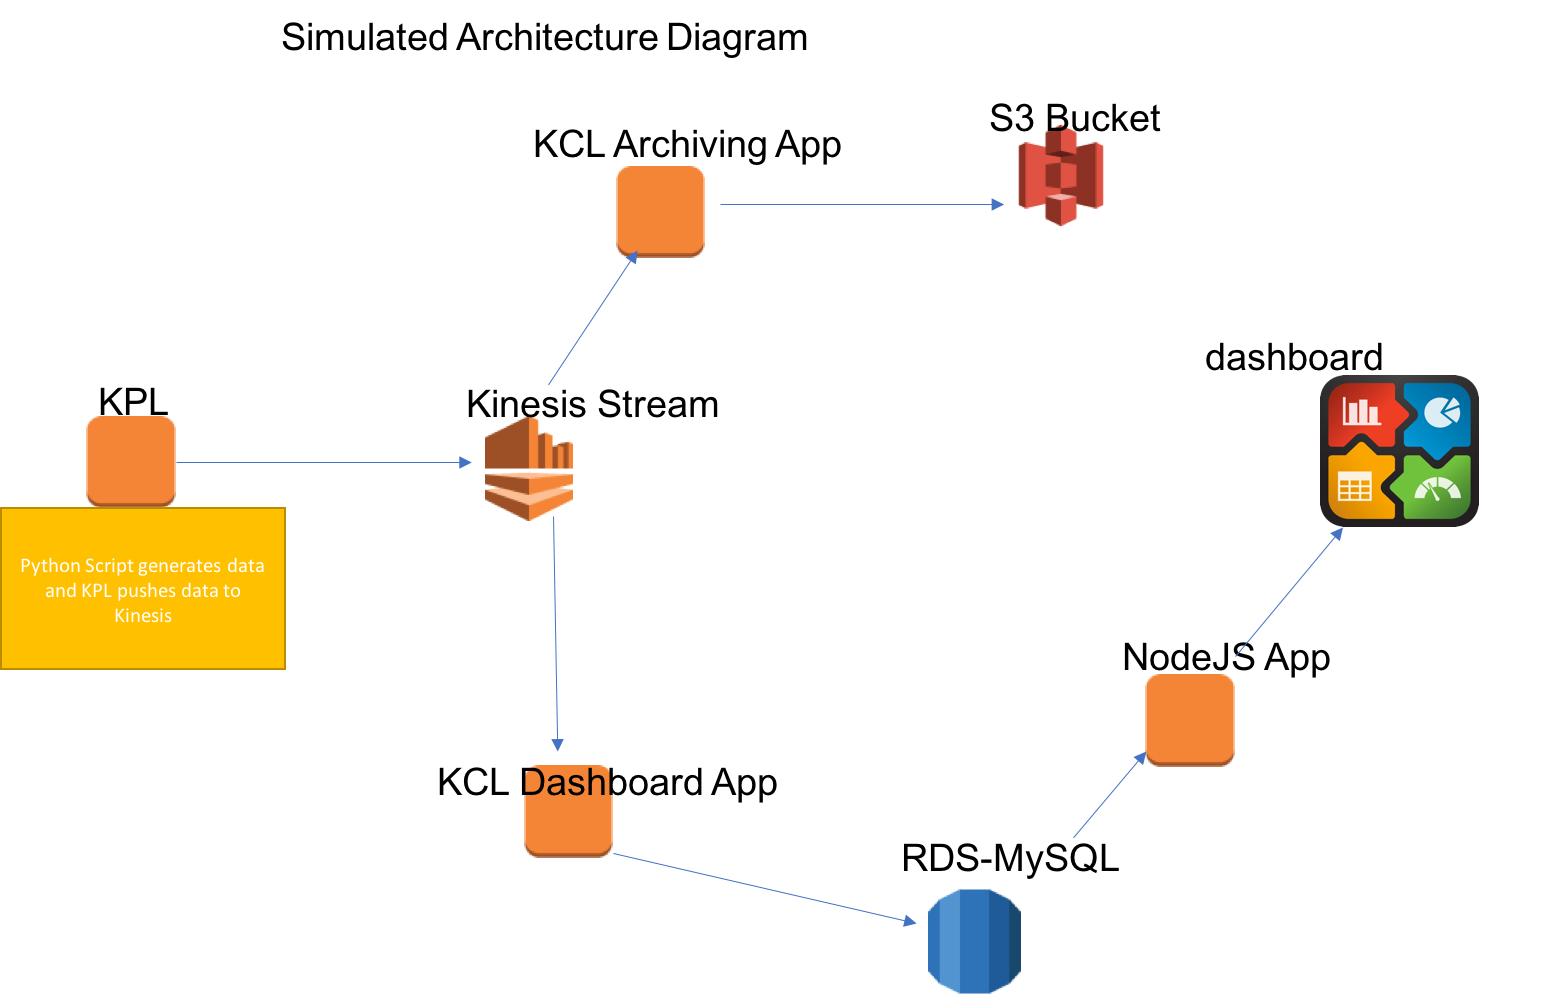 Simulated Architecture Diagram
S3 Bucket
KCL Archiving App
dashboard
KPL
Kinesis Stream
Python Script generates data
and KPL pushes data to
Kinesis
NodeJS App
KCL Dashboard App
RDS-MySQL